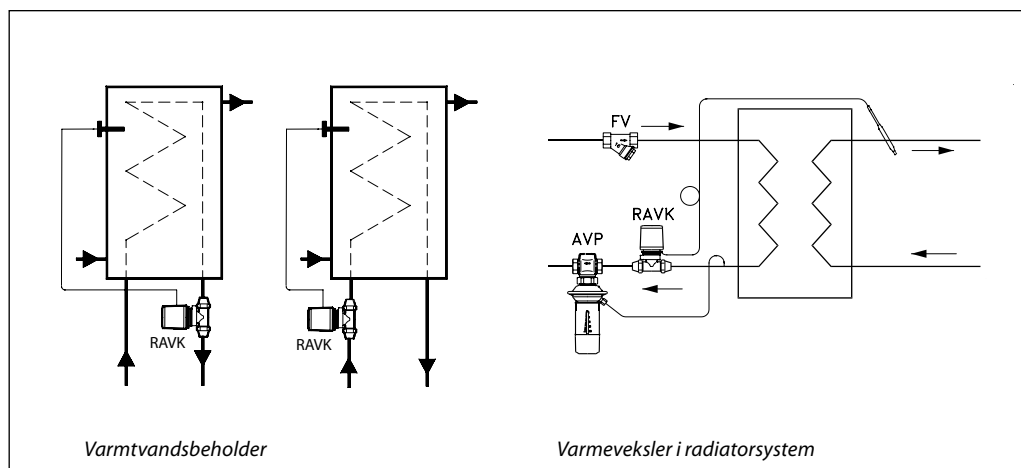 FV
RAVK
AVP
RAVK
RAVK
Varmtvandsbeholder
Varmeveksler i radiatorsystem